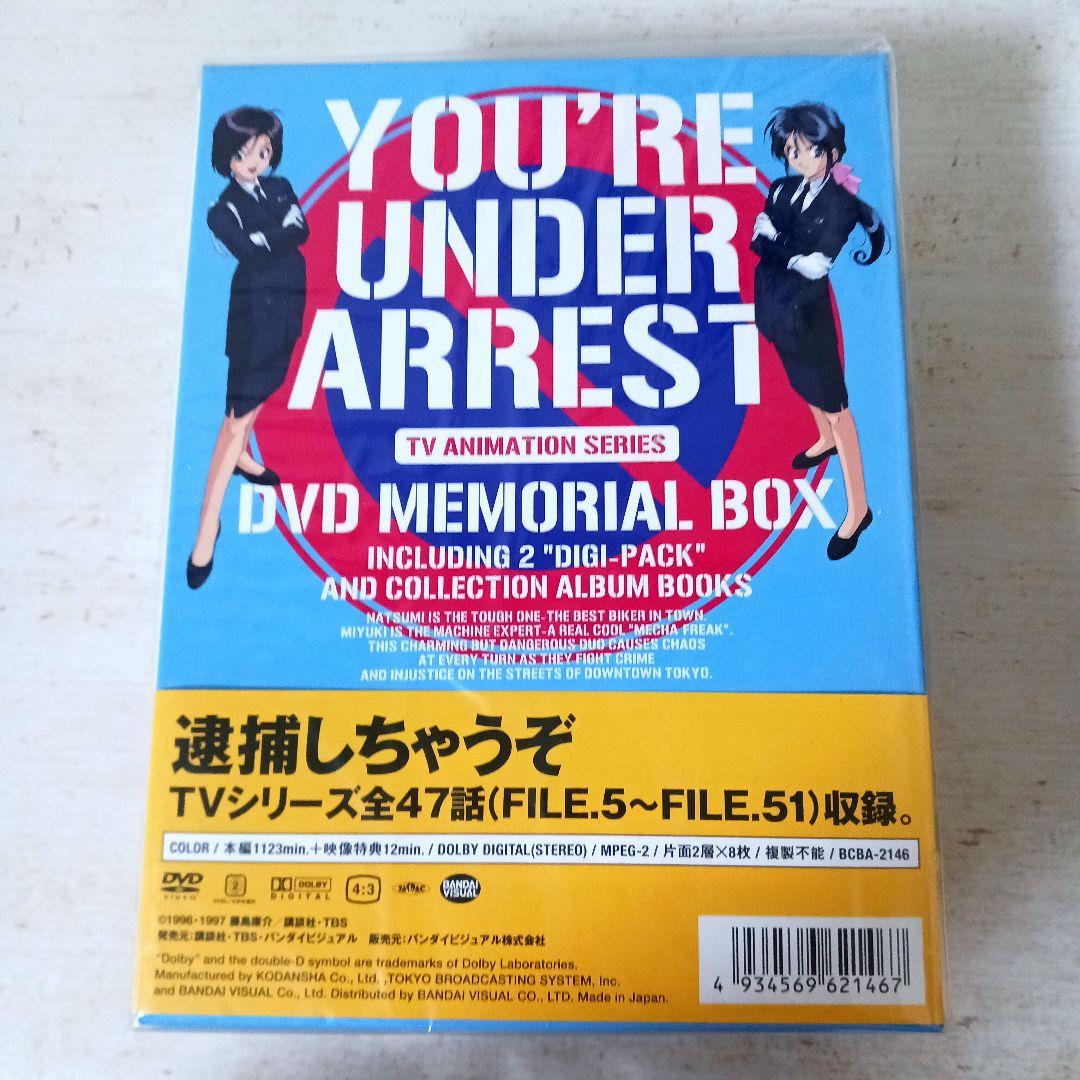 YOU'RE
UNDER
ARREST
TV ANIMATION SERIES
DVD MEMORIAL BOX
INCLUDING 2 "DIGI-PACK"
AND COLLECTION ALBUM BOOKS
NATSUMI IS THE TOUGH ONE-THE BEST BIKER IN TOWN.
MIYUKI IS THE MACHINE EXPERT-A REAL COOL "MECHA FREAK".
THIS CHARMING BUT DANGEROUS DUO CAUSES CHAOS
AT EVERY TURN AS THEY FIGHT CRIME
AND INJUSTICE ON THE STREETS OF DOWNTOWN TOKYO.
逮捕しちゃうぞ
TVシリーズ全47話(FILE.5〜FILE.51)収録。
COLOR / 本編1123min.＋映像特典12min. / DOLBY DIGITAL(STEREO) / MPEG-2 / 片面2層×8枚 / 複製不能 / BCBA-2146
DVD VIDEO 2 DOLBY DIGITAL 4:3 BANDAI VISUAL
©1996・1997 藤島康介／講談社・TBS
発売元:講談社・TBS・バンダイビジュアル 販売元:バンダイビジュアル株式会社
"Dolby" and the double-D symbol are trademarks of Dolby Laboratories.
Manufactured by KODANSHA Co., Ltd. ,TOKYO BROADCASTING SYSTEM, Inc.
and BANDAI VISUAL Co., Ltd. Distributed by BANDAI VISUAL CO., LTD. Made in Japan.
4 934569 621467